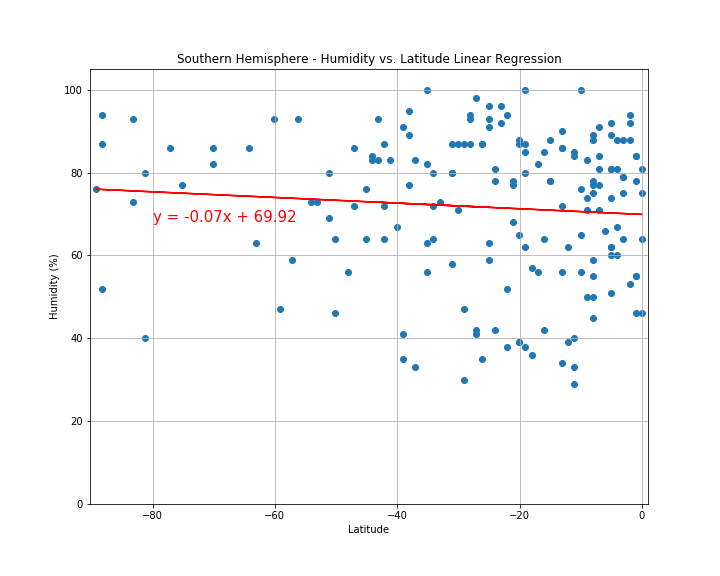 Southern Hemisphere - Humidity vs. Latitude Linear Regression
100
80
y = -0.07x + 69.92
60
Humidity (%)
40
20
0
−80 −60 −40 −20 0
Latitude